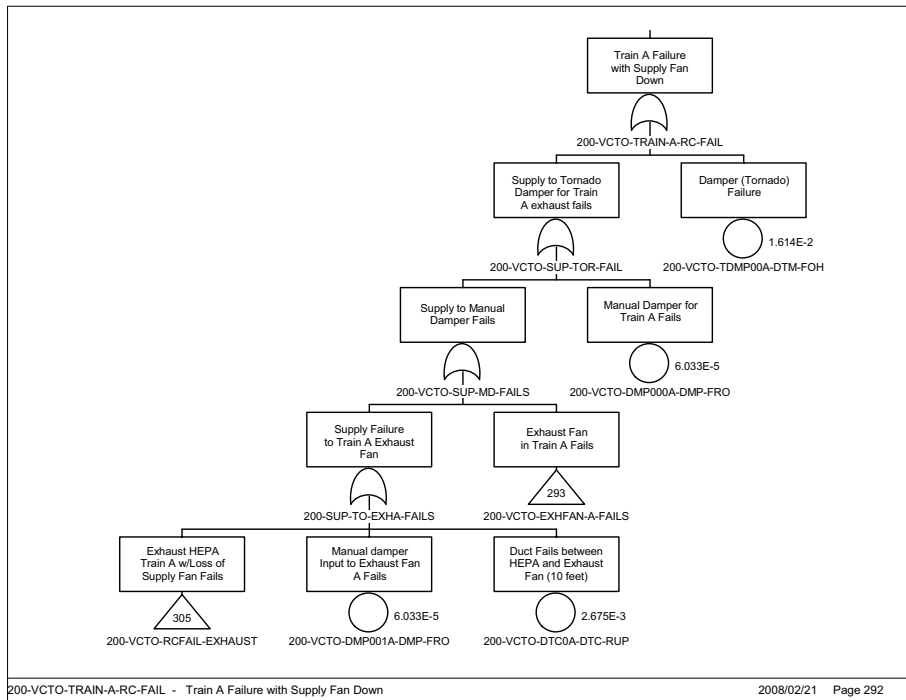 Train A Failure
with Supply Fan
Down
200-VCTO-TRAIN-A-RC-FAIL
Supply to Tornado
Damper for Train
A exhaust fails
200-VCTO-SUP-TOR-FAIL
Damper (Tornado)
Failure
1.614E-2
200-VCTO-TDMP00A-DTM-FOH
Supply to Manual
Damper Fails
200-VCTO-SUP-MD-FAILS
Manual Damper for
Train A Fails
6.033E-5
200-VCTO-DMP000A-DMP-FRO
Supply Failure
to Train A Exhaust
Fan
200-SUP-TO-EXHA-FAILS
Exhaust Fan
in Train A Fails
293
200-VCTO-EXHFAN-A-FAILS
Exhaust HEPA
Train A w/Loss of
Supply Fan Fails
305
200-VCTO-RCFAIL-EXHAUST
Manual damper
Input to Exhaust Fan
A Fails
6.033E-5
200-VCTO-DMP001A-DMP-FRO
Duct Fails between
HEPA and Exhaust
Fan (10 feet)
2.675E-3
200-VCTO-DTC0A-DTC-RUP
200-VCTO-TRAIN-A-RC-FAIL - Train A Failure with Supply Fan Down
2008/02/21 Page 292